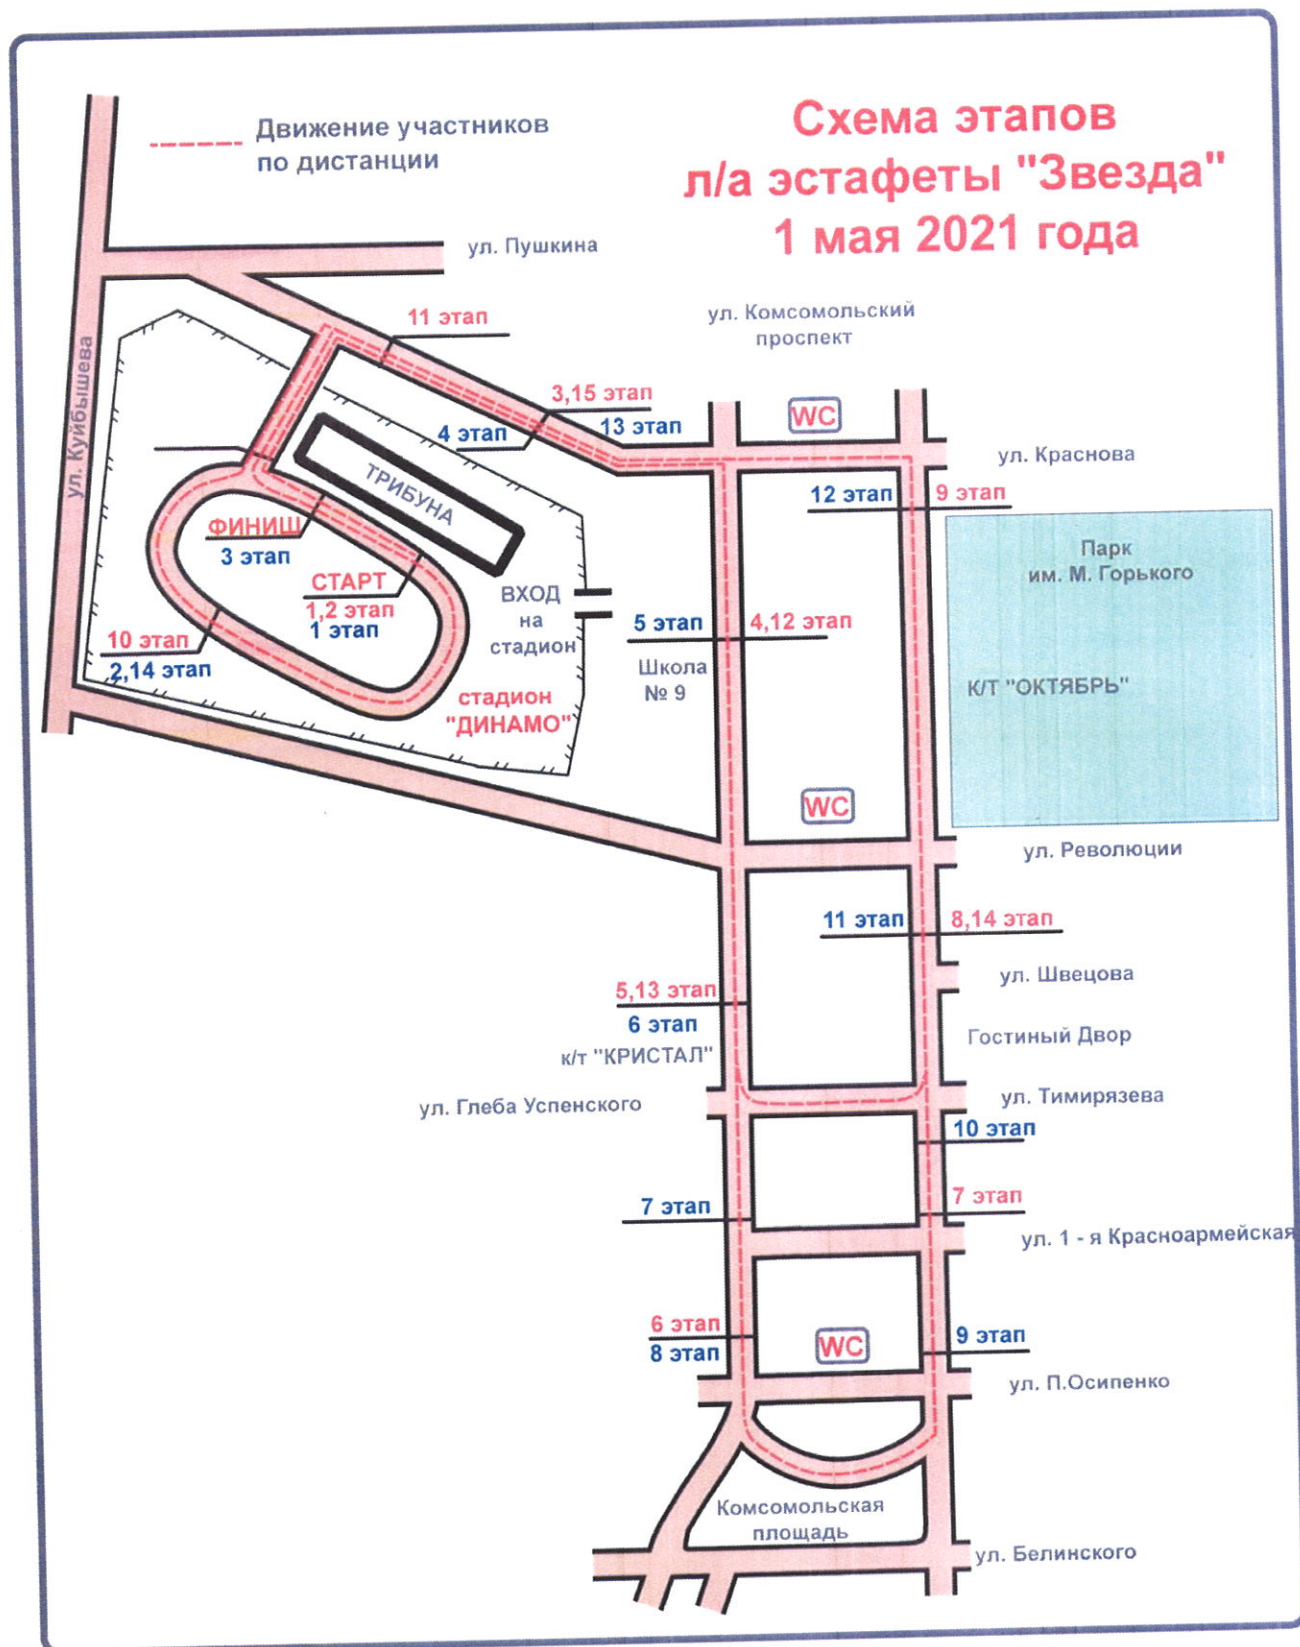 Схема этапов
л/а эстафеты "Звезда"
1 мая 2021 года
Движение участников
по дистанции
ул. Пушкина
ул. Комсомольский
проспект
11 этап
ул. Куйбышева
3,15 этап
13 этап
4 этап
WC
ул. Краснова
ТРИБУНА
12 этап
9 этап
ФИНИШ
3 этап
Парк
им. М. Горького
СТАРТ
1,2 этап
1 этап
ВХОД
на
стадион
5 этап
4,12 этап
10 этап
2,14 этап
Школа
№ 9
К/Т "ОКТЯБРЬ"
стадион
"ДИНАМО"
WC
ул. Революции
11 этап
8,14 этап
ул. Швецова
5,13 этап
6 этап
к/т "КРИСТАЛ"
Гостиный Двор
ул. Глеба Успенского
ул. Тимирязева
10 этап
7 этап
7 этап
ул. 1 - я Красноармейская
6 этап
8 этап
WC
9 этап
ул. П.Осипенко
Комсомольская
площадь
ул. Белинского